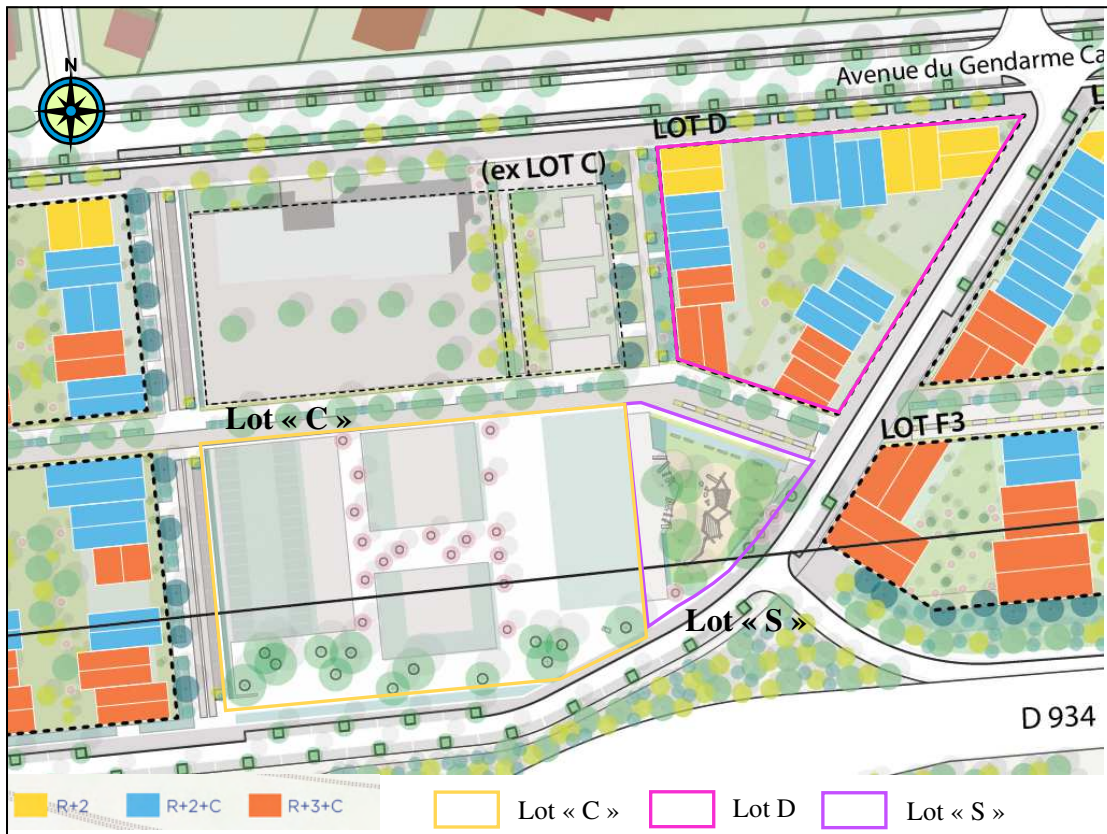 N
Avenue du Gendarme Ca
LOT D
L
(ex LOT C)
Lot « C »
LOT F3
Lot « S »
D 934
R+2
R+2+C
R+3+C
Lot « C »
Lot D
Lot « S »